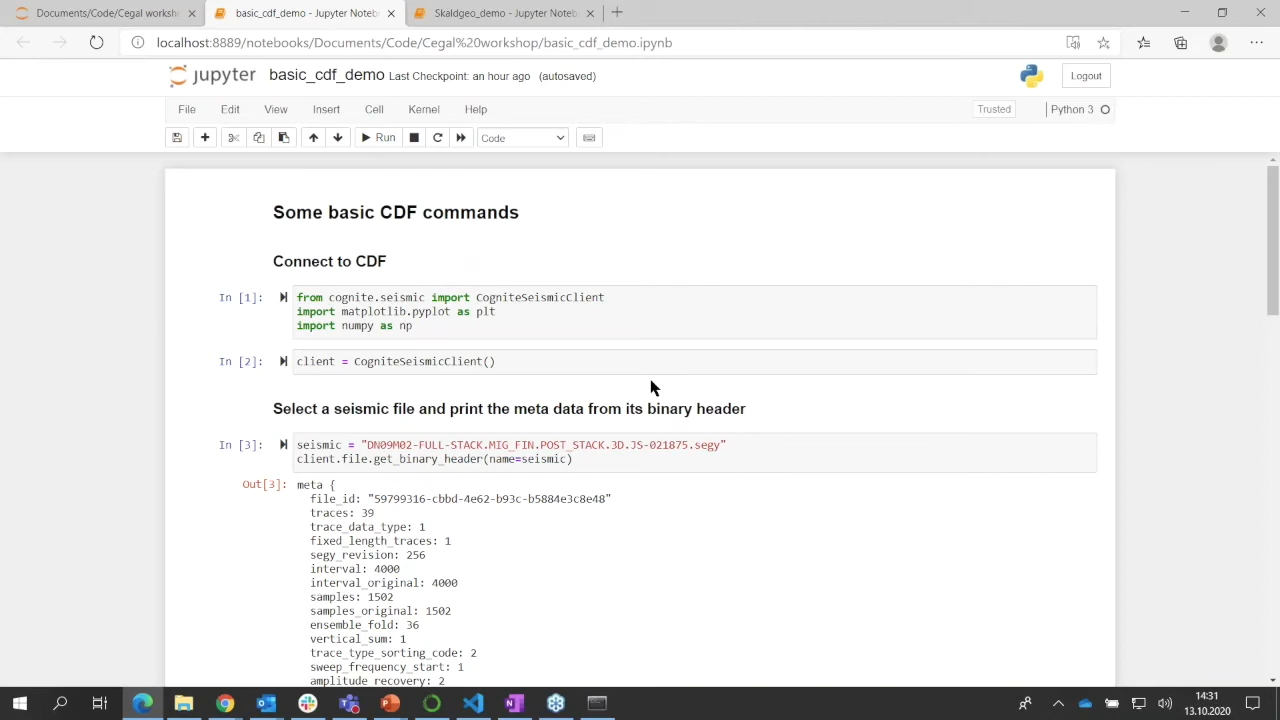 Documents/Code/Cegal worksh
basic_cdf_demo - Jupyter Notebo
Skaldgeo_demo - Jupyter Noteb
localhost:8889/notebooks/Documents/Code/Cegal%20workshop/basic_cdf_demo.ipynb
jupyter basic_cdf_demo Last Checkpoint: an hour ago (autosaved)
Logout
File Edit View Insert Cell Kernel Help
Trusted
Python 3
Run
Code
Some basic CDF commands
Connect to CDF
In [1]: from cognite.seismic import CogniteSeismicClient
import matplotlib.pyplot as plt
import numpy as np
In [2]: client = CogniteSeismicClient()
Select a seismic file and print the meta data from its binary header
In [3]: seismic = "DN09M02-FULL-STACK.MIG_FIN.POST_STACK.3D.JS-021875.segy"
client.file.get_binary_header(name=seismic)
Out[3]: meta {
file_id: "59799316-cbbd-4e62-b93c-b5884e3c8e48"
traces: 39
trace_data_type: 1
fixed_length_traces: 1
segy_revision: 256
interval: 4000
interval_original: 4000
samples: 1502
samples_original: 1502
ensemble_fold: 36
vertical_sum: 1
trace_type_sorting_code: 2
sweep_frequency_start: 1
amplitude_recovery: 2
14:31
13.10.2020